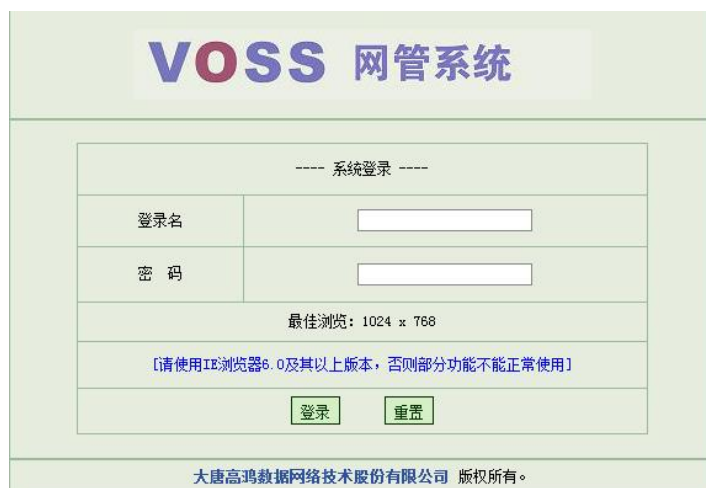 VOSS 网管系统
---- 系统登录 ----
登录名
密 码
最佳浏览：1024 x 768
[请使用IE浏览器6.0及其以上版本，否则部分功能不能正常使用]
登录 重置
大唐高鸿数据网络技术股份有限公司 版权所有。